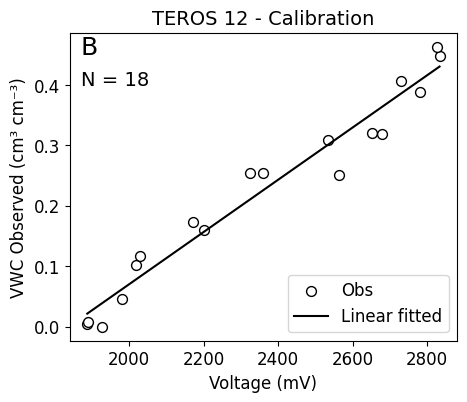 TEROS 12 - Calibration
B
N = 18
VWC Observed (cm³ cm⁻³)
0.4
0.3
0.2
0.1
0.0
Obs
Linear fitted
2000
2200
2400
2600
2800
Voltage (mV)